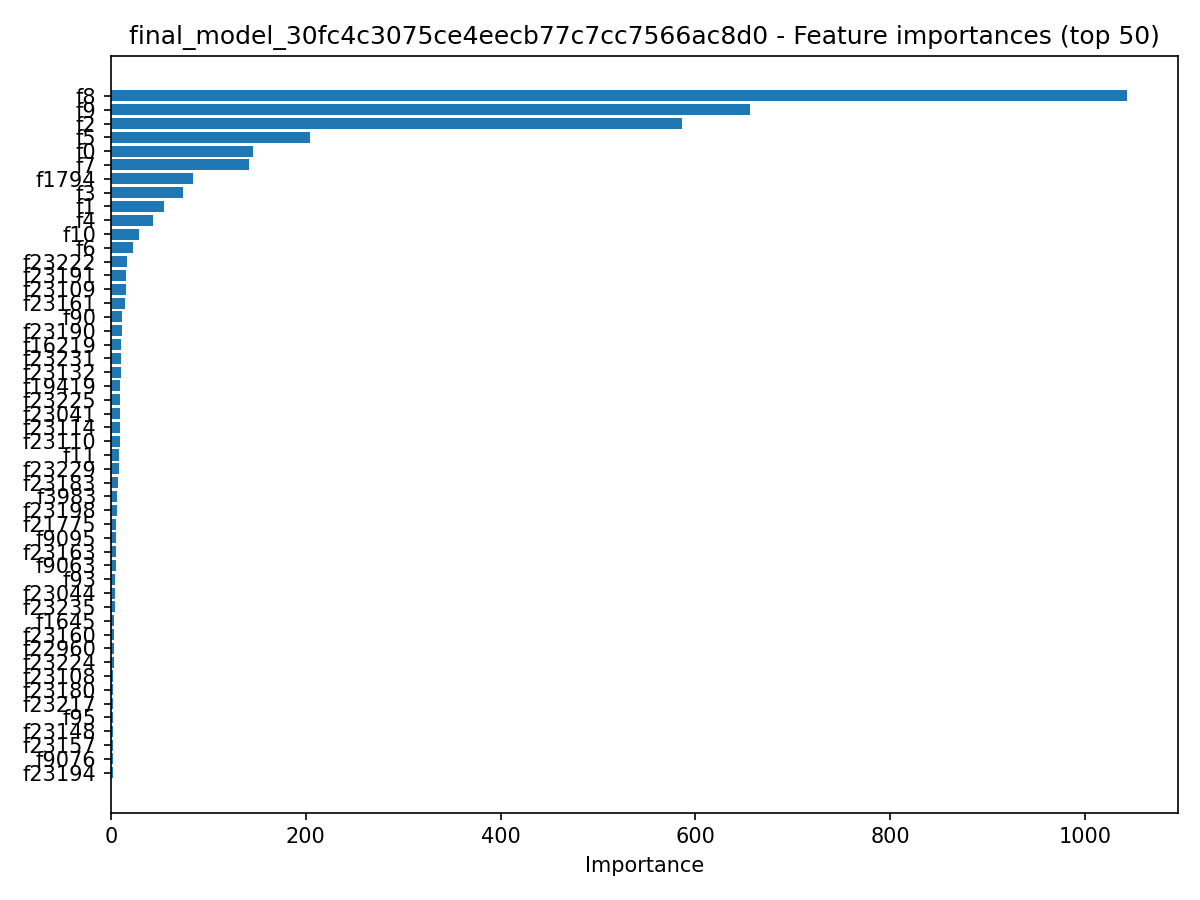 final_model_30fc4c3075ce4eecb77c7cc7566ac8d0 - Feature importances (top 50)
f8
f9
f2
f5
f0
f7
f1794
f3
f1
f4
f10
f6
f23222
f23191
f23109
f23161
f90
f23190
f16219
f23231
f23132
f19419
f23225
f23041
f23114
f23110
f11
f23229
f23183
f3983
f23198
f21775
f9095
f23163
f9063
f93
f23044
f23235
f1645
f23160
f22960
f23224
f23108
f23180
f23217
f95
f23148
f23157
f9076
f23194
0 200 400 600 800 1000
Importance